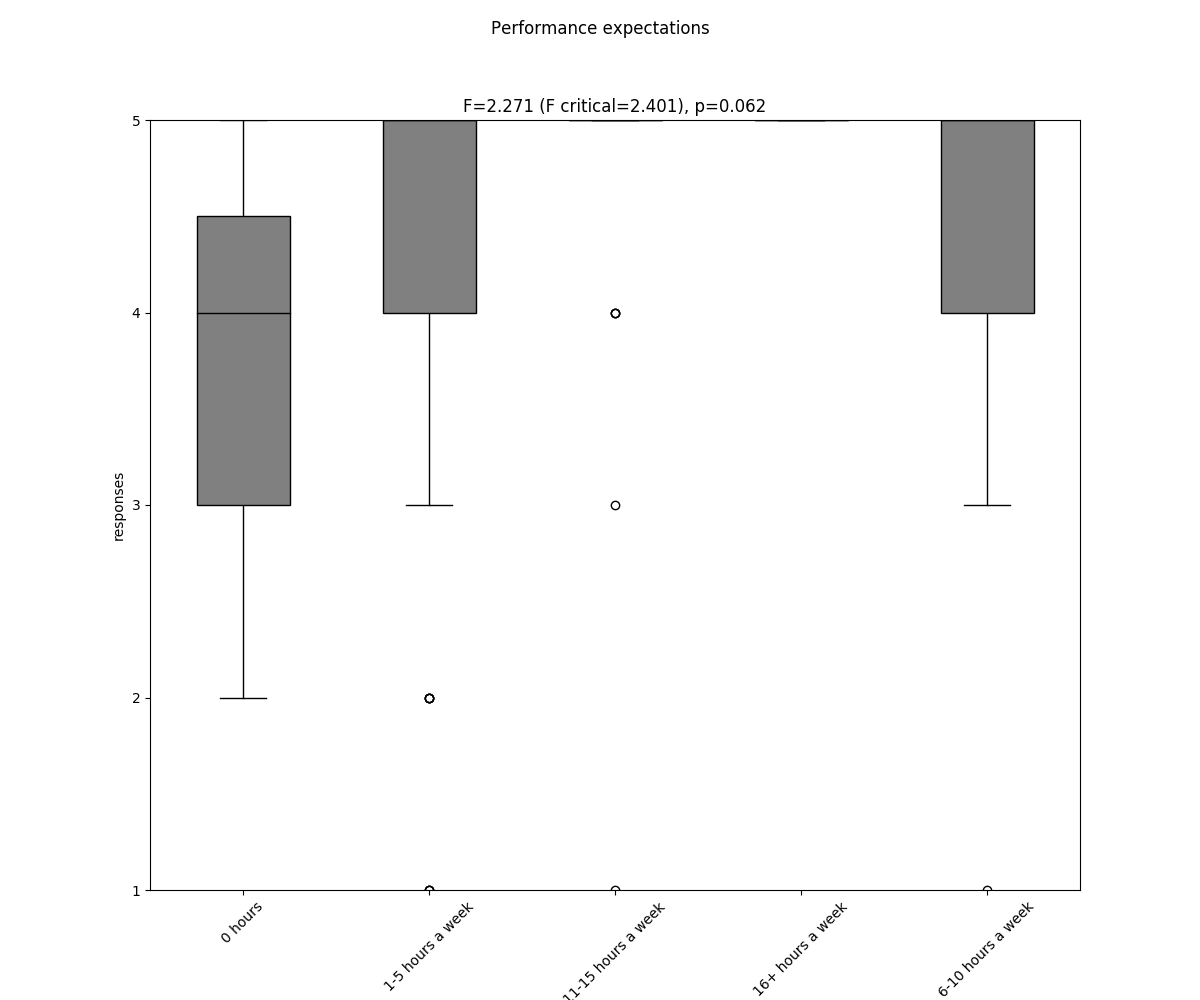 Performance expectations
F=2.271 (F critical=2.401), p=0.062
5
4
3
2
1
responses
0 hours
1-5 hours a week
11-15 hours a week
16+ hours a week
6-10 hours a week